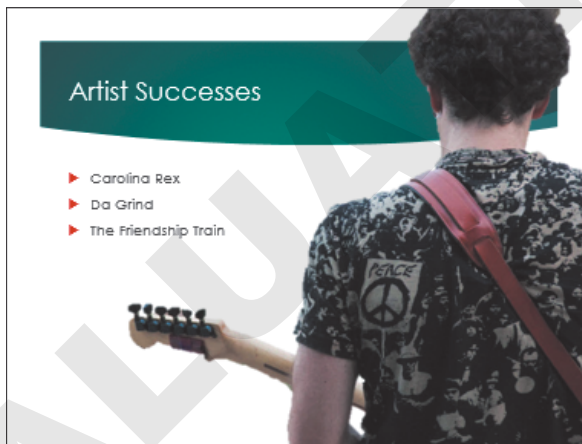 Artist Successes
Carolina Rex
Da Grind
The Friendship Train
PEACE